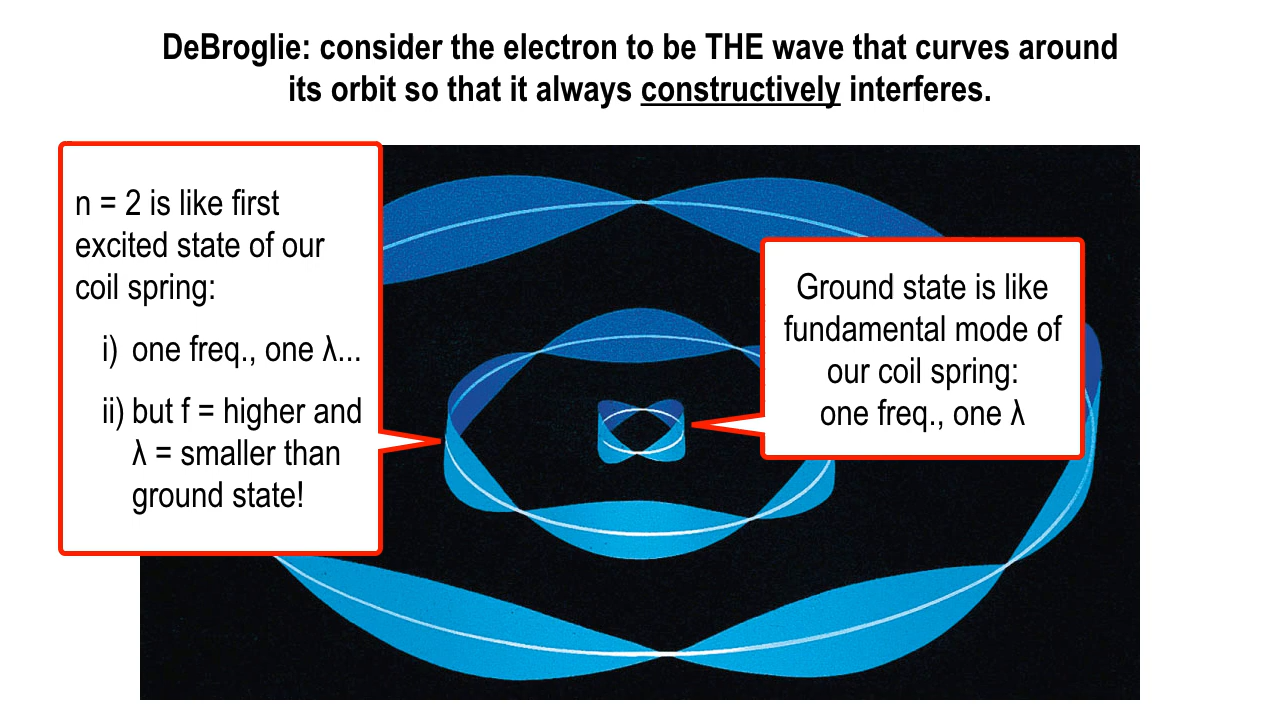 DeBroglie: consider the electron to be THE wave that curves around
its orbit so that it always constructively interferes.
n = 2 is like first
excited state of our
coil spring:
i) one freq., one λ...
ii) but f = higher and
λ = smaller than
ground state!
Ground state is like
fundamental mode of
our coil spring:
one freq., one λ